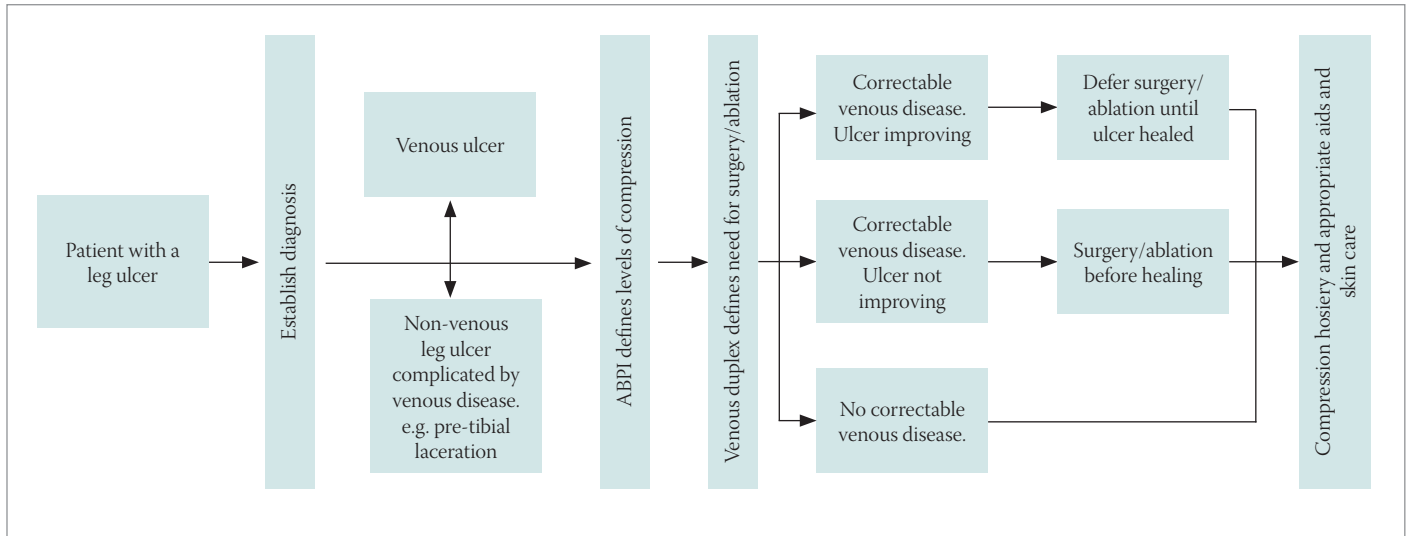 Patient with a
leg ulcer
Establish diagnosis
Venous ulcer
Non-venous
leg ulcer
complicated by
venous disease.
e.g. pre-tibial
laceration
ABPI defines levels of compression
Venous duplex defines need for surgery/ablation
Correctable
venous disease.
Ulcer improving
Defer surgery/
ablation until
ulcer healed
Correctable
venous disease.
Ulcer not
improving
Surgery/ablation
before healing
No correctable
venous disease.
Compression hosiery and appropriate aids and
skin care